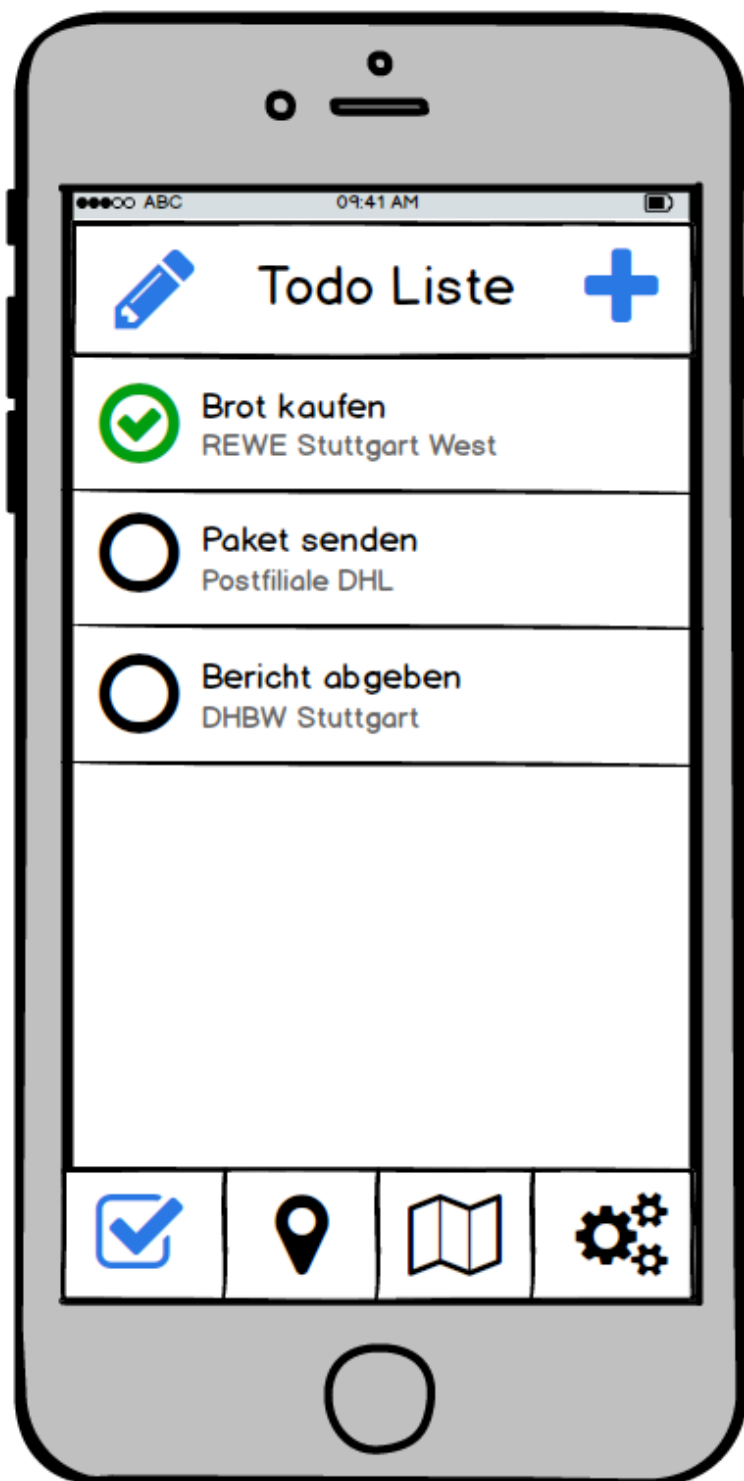 ABC 09:41 AM
Todo Liste
Brot kaufen
REWE Stuttgart West
Paket senden
Postfiliale DHL
Bericht abgeben
DHBW Stuttgart